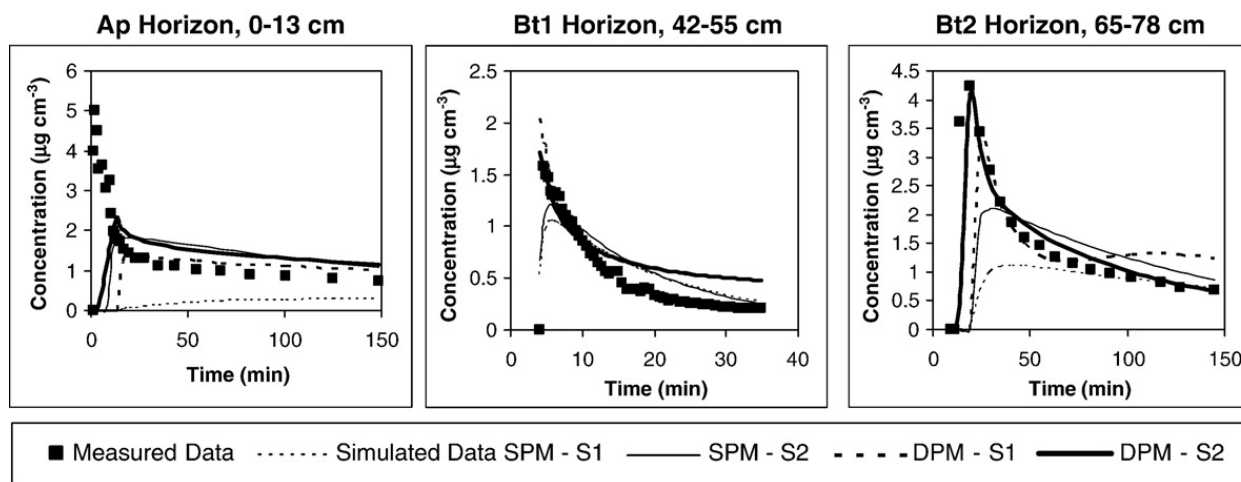 Ap Horizon, 0-13 cm
Concentration (µg cm⁻³)
6
5
4
3
2
1
0
0 50 100 150
Time (min)
Bt1 Horizon, 42-55 cm
Concentration (µg cm⁻³)
2.5
2
1.5
1
0.5
0
0 10 20 30 40
Time (min)
Bt2 Horizon, 65-78 cm
Concentration (µg cm⁻³)
4.5
4
3.5
3
2.5
2
1.5
1
0.5
0
0 50 100 150
Time (min)
Measured Data Simulated Data SPM - S1 SPM - S2 DPM - S1 DPM - S2